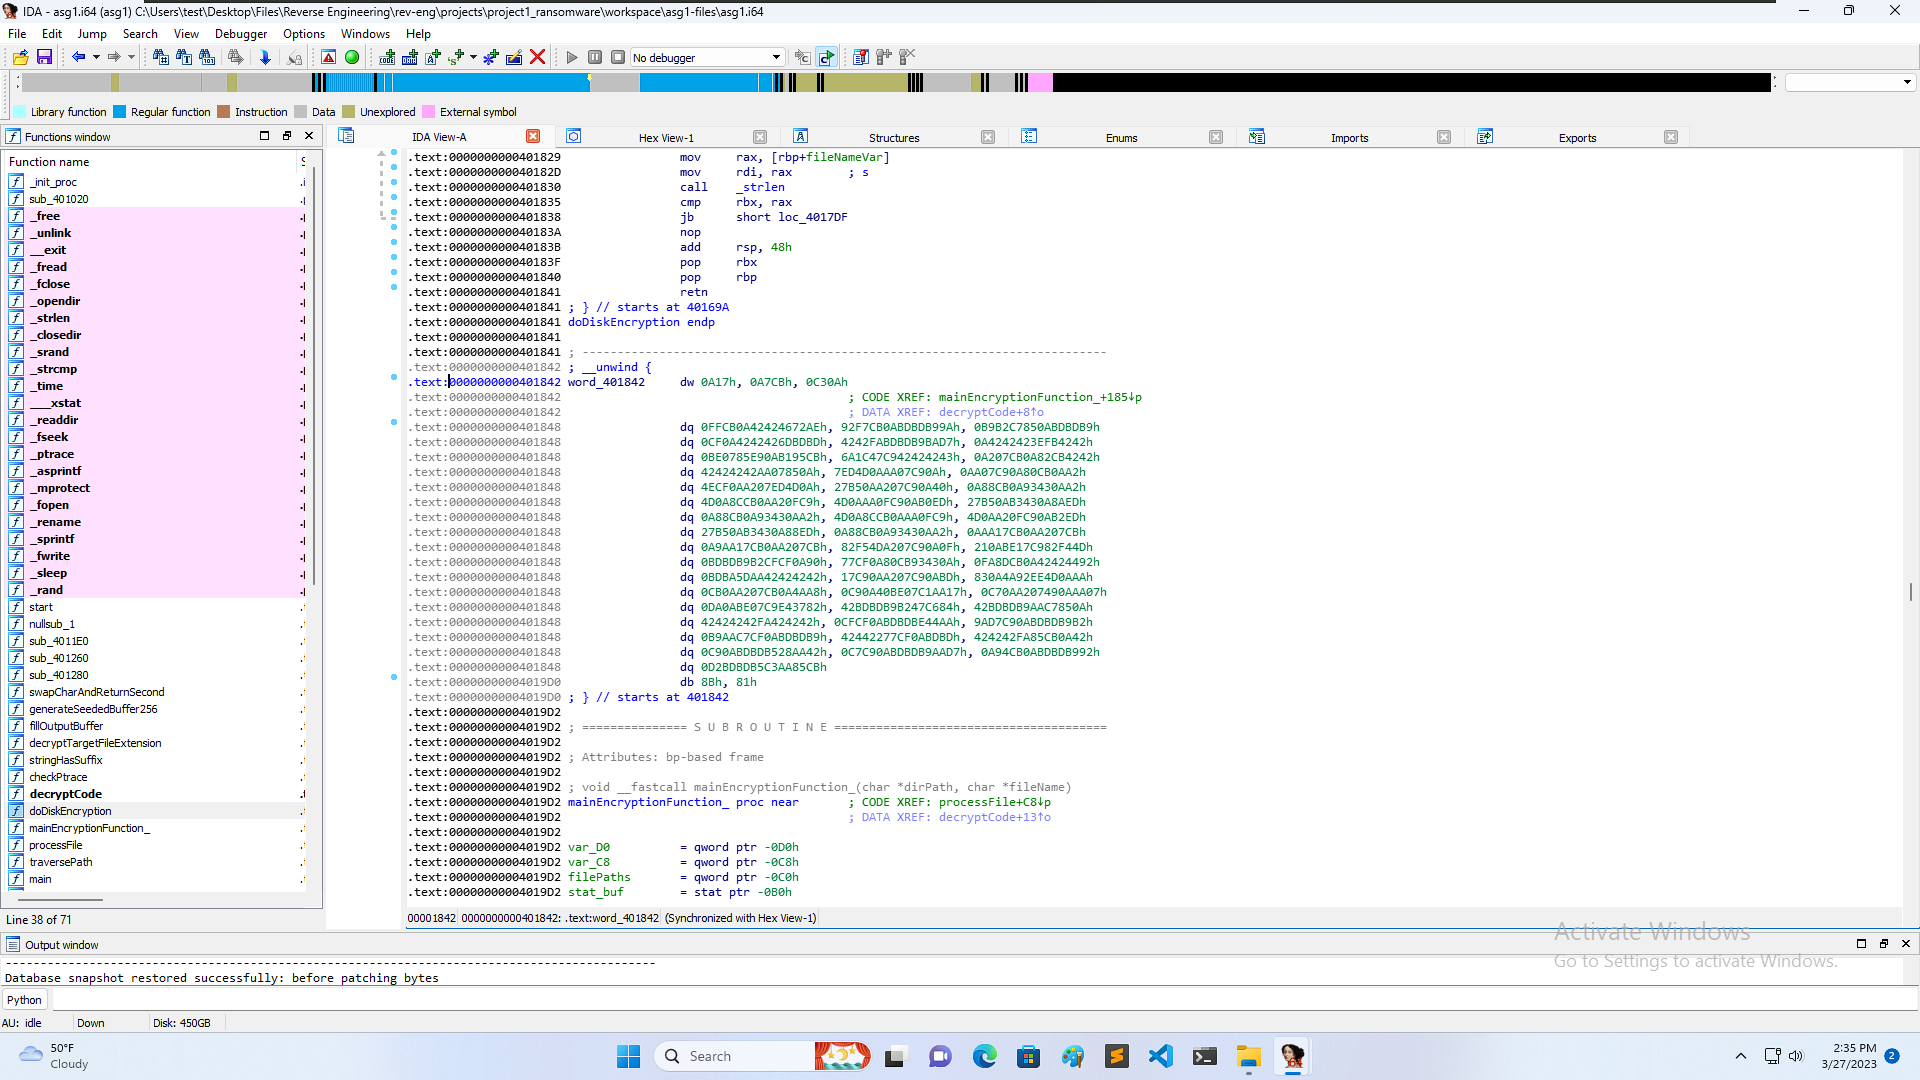 IDA - asg1.i64 (asg1) C:\Users\test\Desktop\Files\Reverse Engineering\rev-eng\projects\project1_ransomware\workspace\asg1-files\asg1.i64
File Edit Jump Search View Debugger Options Windows Help
No debugger
Library function Regular function Instruction Data Unexplored External symbol
Functions window
IDA View-A Hex View-1 Structures Enums Imports Exports
Function name
_init_proc
sub_401020
_free
_unlink
__exit
_fread
_fclose
_opendir
_strlen
_closedir
_srand
_strcmp
_time
___xstat
_readdir
_fseek
_ptrace
_asprintf
_mprotect
_fopen
_rename
_sprintf
_fwrite
_sleep
_rand
start
nullsub_1
sub_4011E0
sub_401260
sub_401280
swapCharAndReturnSecond
generateSeededBuffer256
fillOutputBuffer
decryptTargetFileExtension
stringHasSuffix
checkPtrace
decryptCode
doDiskEncryption
mainEncryptionFunction_
processFile
traversePath
main
Line 38 of 71
.text:0000000000401829 mov rax, [rbp+fileNameVar]
.text:000000000040182D mov rdi, rax ; s
.text:0000000000401830 call _strlen
.text:0000000000401835 cmp rbx, rax
.text:0000000000401838 jb short loc_4017DF
.text:000000000040183A nop
.text:000000000040183B add rsp, 48h
.text:000000000040183F pop rbx
.text:0000000000401840 pop rbp
.text:0000000000401841 retn
.text:0000000000401841 ; } // starts at 40169A
.text:0000000000401841 doDiskEncryption endp
.text:0000000000401841
.text:0000000000401841 ; ---------------------------------------------------------------------------
.text:0000000000401842 ; __unwind {
.text:0000000000401842 word_401842 dw 0A17h, 0A7CBh, 0C30Ah
.text:0000000000401842 ; CODE XREF: mainEncryptionFunction_+185↓p
.text:0000000000401842 ; DATA XREF: decryptCode+8↑o
.text:0000000000401848 dq 0FFCB0A42424672AEh, 92F7CB0ABDBDB99Ah, 0B9B2C7850ABDBDB9h
.text:0000000000401848 dq 0CF0A4242426DBDBDh, 4242FABDBDB9BAD7h, 0A4242423EFB4242h
.text:0000000000401848 dq 0BE0785E90AB195CBh, 6A1C47C942424243h, 0A207CB0A82CB4242h
.text:0000000000401848 dq 42424242AA07850Ah, 7ED4D0AAA07C90Ah, 0AA07C90A80CB0AA2h
.text:0000000000401848 dq 4ECF0AA207ED4D0Ah, 27B50AA207C90A40h, 0A88CB0A93430AA2h
.text:0000000000401848 dq 4D0A8CCB0AA20FC9h, 4D0AAA0FC90AB0EDh, 27B50AB3430A8AEDh
.text:0000000000401848 dq 0A88CB0A93430AA2h, 4D0A8CCB0AAA0FC9h, 4D0AA20FC90AB2EDh
.text:0000000000401848 dq 27B50AB3430A88EDh, 0A88CB0A93430AA2h, 0AAA17CB0AA207CBh
.text:0000000000401848 dq 0A9AA17CB0AA207CBh, 82F54DA207C90A0Fh, 210ABE17C982F44Dh
.text:0000000000401848 dq 0BDBDB9B2CFCF0A90h, 77CF0A80CB93430Ah, 0FA8DCB0A42424492h
.text:0000000000401848 dq 0BDBA5DAA42424242h, 17C90AA207C90ABDh, 830A4A92EE4D0AAAh
.text:0000000000401848 dq 0CB0AA207CB0A4AA8h, 0C90A40BE07C1AA17h, 0C70AA207490AAA07h
.text:0000000000401848 dq 0DA0ABE07C9E43782h, 42BDBDB9B247C684h, 42BDBDB9AAC7850Ah
.text:0000000000401848 dq 42424242FA424242h, 0CFCF0ABDBDBE44AAh, 9AD7C90ABDBDB9B2h
.text:0000000000401848 dq 0B9AAC7CF0ABDBDB9h, 42442277CF0ABDBDh, 424242FA85CB0A42h
.text:0000000000401848 dq 0C90ABDBDB528AA42h, 0C7C90ABDBDB9AAD7h, 0A94CB0ABDBDB992h
.text:0000000000401848 dq 0D2BDBDB5C3AA85CBh
.text:00000000004019D0 db 8Bh, 81h
.text:00000000004019D0 ; } // starts at 401842
.text:00000000004019D2
.text:00000000004019D2 ; =============== S U B R O U T I N E =======================================
.text:00000000004019D2
.text:00000000004019D2 ; Attributes: bp-based frame
.text:00000000004019D2
.text:00000000004019D2 ; void __fastcall mainEncryptionFunction_(char *dirPath, char *fileName)
.text:00000000004019D2 mainEncryptionFunction_ proc near ; CODE XREF: processFile+C8↓p
.text:00000000004019D2 ; DATA XREF: decryptCode+13↑o
.text:00000000004019D2
.text:00000000004019D2 var_D0 = qword ptr -0D0h
.text:00000000004019D2 var_C8 = qword ptr -0C8h
.text:00000000004019D2 filePaths = qword ptr -0C0h
.text:00000000004019D2 stat_buf = stat ptr -0B0h
00001842 0000000000401842: .text:word_401842 (Synchronized with Hex View-1)
Activate Windows
Go to Settings to activate Windows.
Output window
Database snapshot restored successfully: before patching bytes
Python
AU: idle Down Disk: 450GB
50°F
Cloudy
Search
2:35 PM
3/27/2023
2